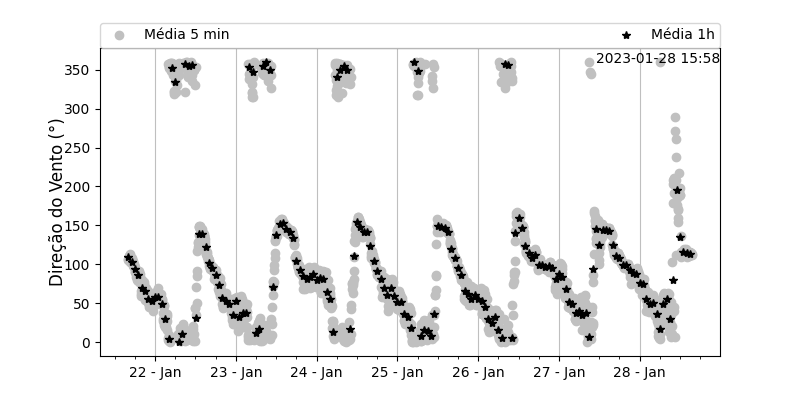 Média 5 min
Média 1h
2023-01-28 15:58
Direção do Vento (°)
350
300
250
200
150
100
50
0
22 - Jan
23 - Jan
24 - Jan
25 - Jan
26 - Jan
27 - Jan
28 - Jan